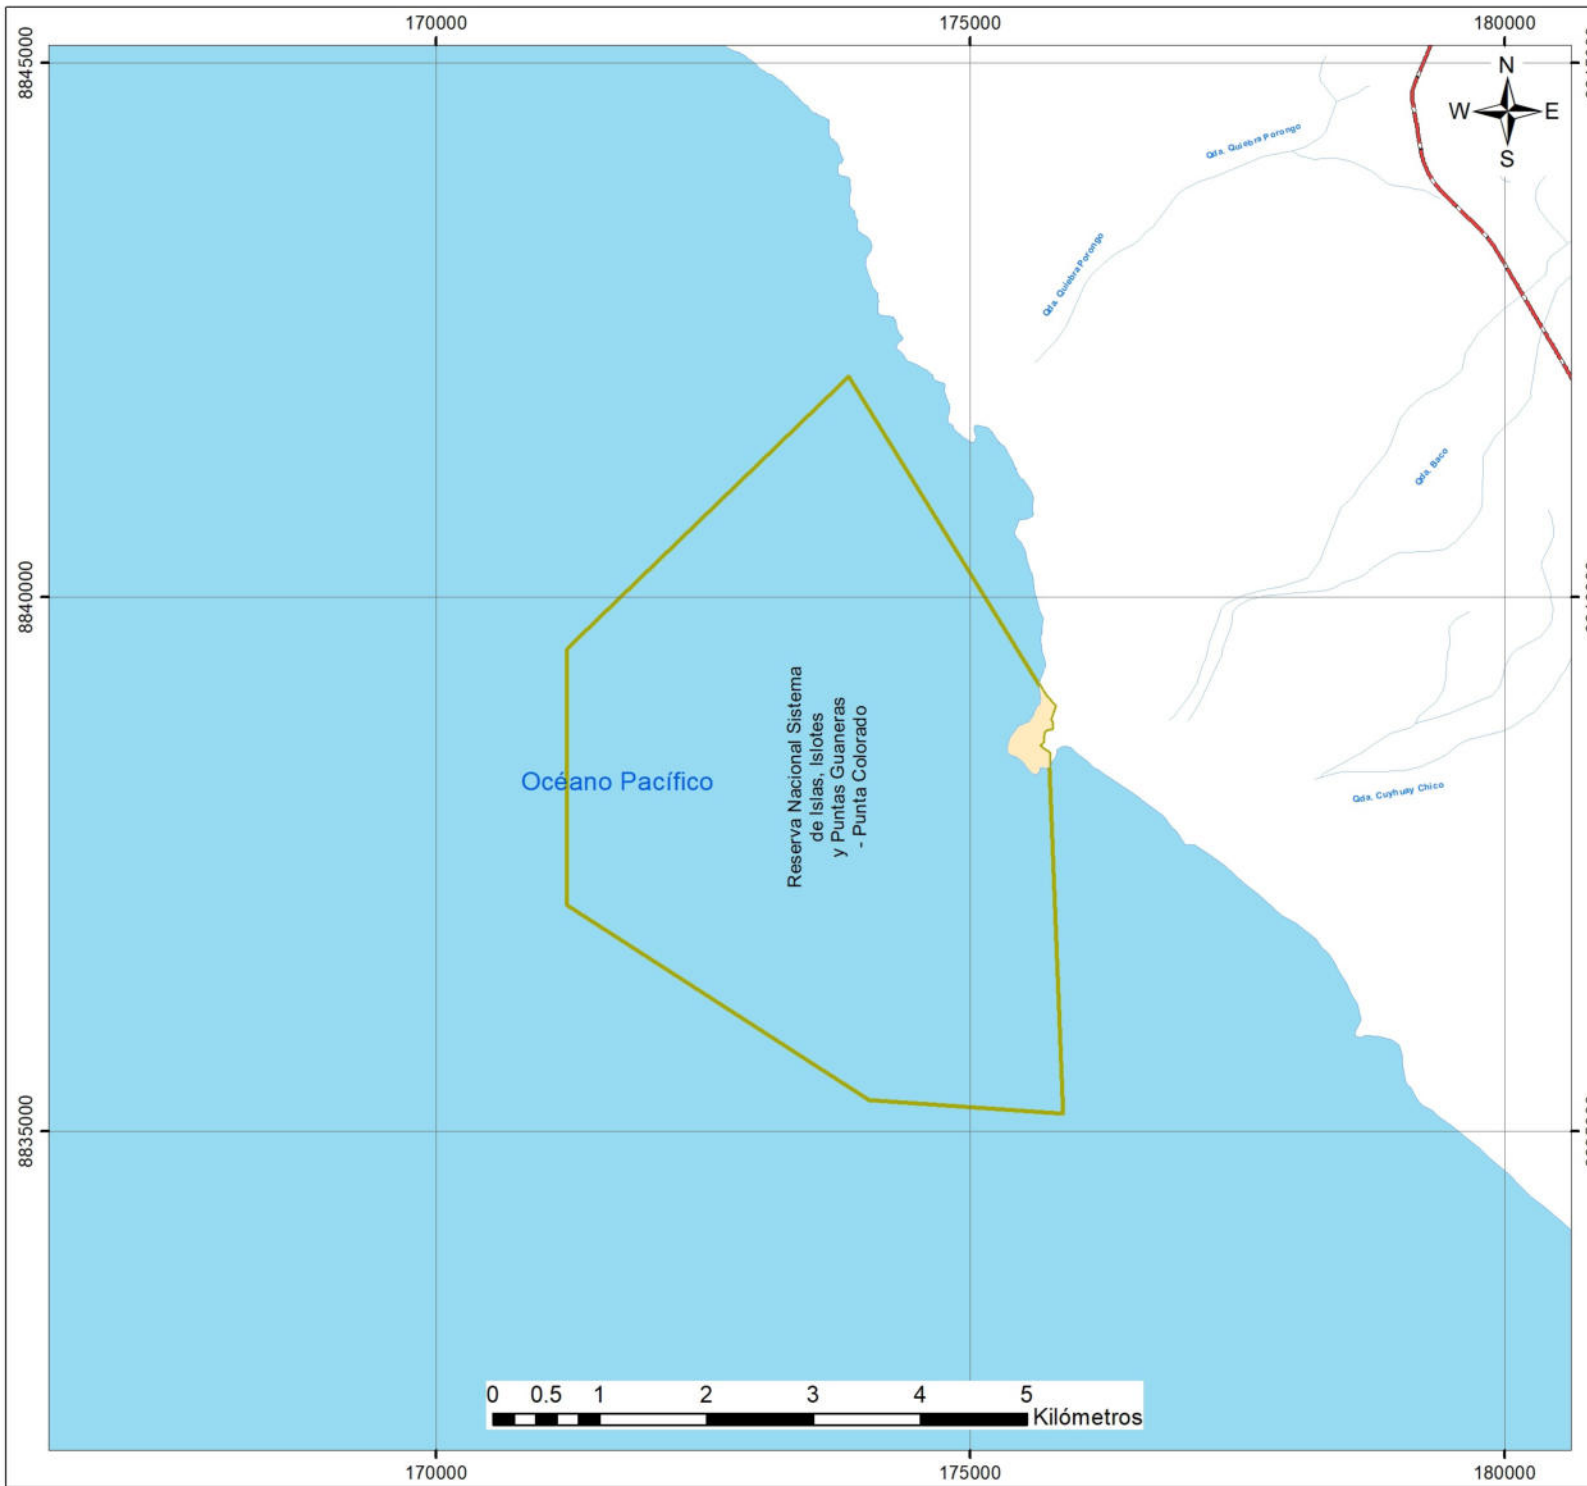 170000
175000
180000
8845000
N
W
E
S
Qda. Quiebra Porongo
Qda. Quiebra Porongo
Qda. Baco
8840000
Reserva Nacional Sistema
de Islas, Islotes
y Puntas Guaneras
- Punta Colorado
Océano Pacífico
Qda. Cuyhuay Chico
8835000
0
0.5
1
2
3
4
5
Kilómetros
170000
175000
180000